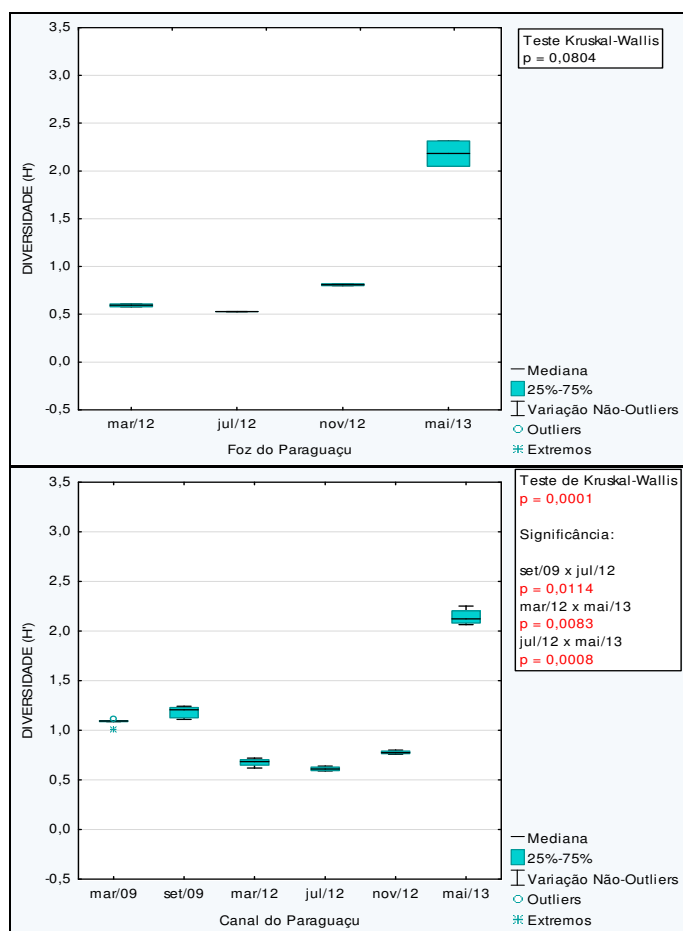 3,5
3,0
2,5
2,0
1,5
1,0
0,5
0,0
-0,5
DIVERSIDADE (H')
mar/12 jul/12 nov/12 mai/13
Foz do Paraguaçu
Teste Kruskal-Wallis
p = 0,0804
Mediana
25%-75%
Variação Não-Outliers
Outliers
Extremos
3,5
3,0
2,5
2,0
1,5
1,0
0,5
0,0
-0,5
DIVERSIDADE (H')
mar/09 set/09 mar/12 jul/12 nov/12 mai/13
Canal do Paraguaçu
Teste de Kruskal-Wallis
p = 0,0001
Significância:
set/09 x jul/12
p = 0,0114
mar/12 x mai/13
p = 0,0083
jul/12 x mai/13
p = 0,0008
Mediana
25%-75%
Variação Não-Outliers
Outliers
Extremos